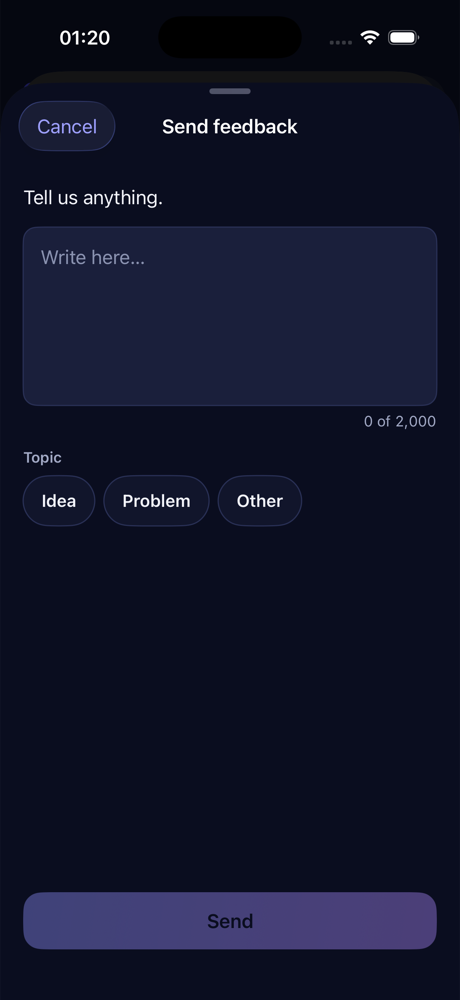 01:20
Cancel
Send feedback
Tell us anything.
Write here...
0 of 2,000
Topic
Idea
Problem
Other
Send